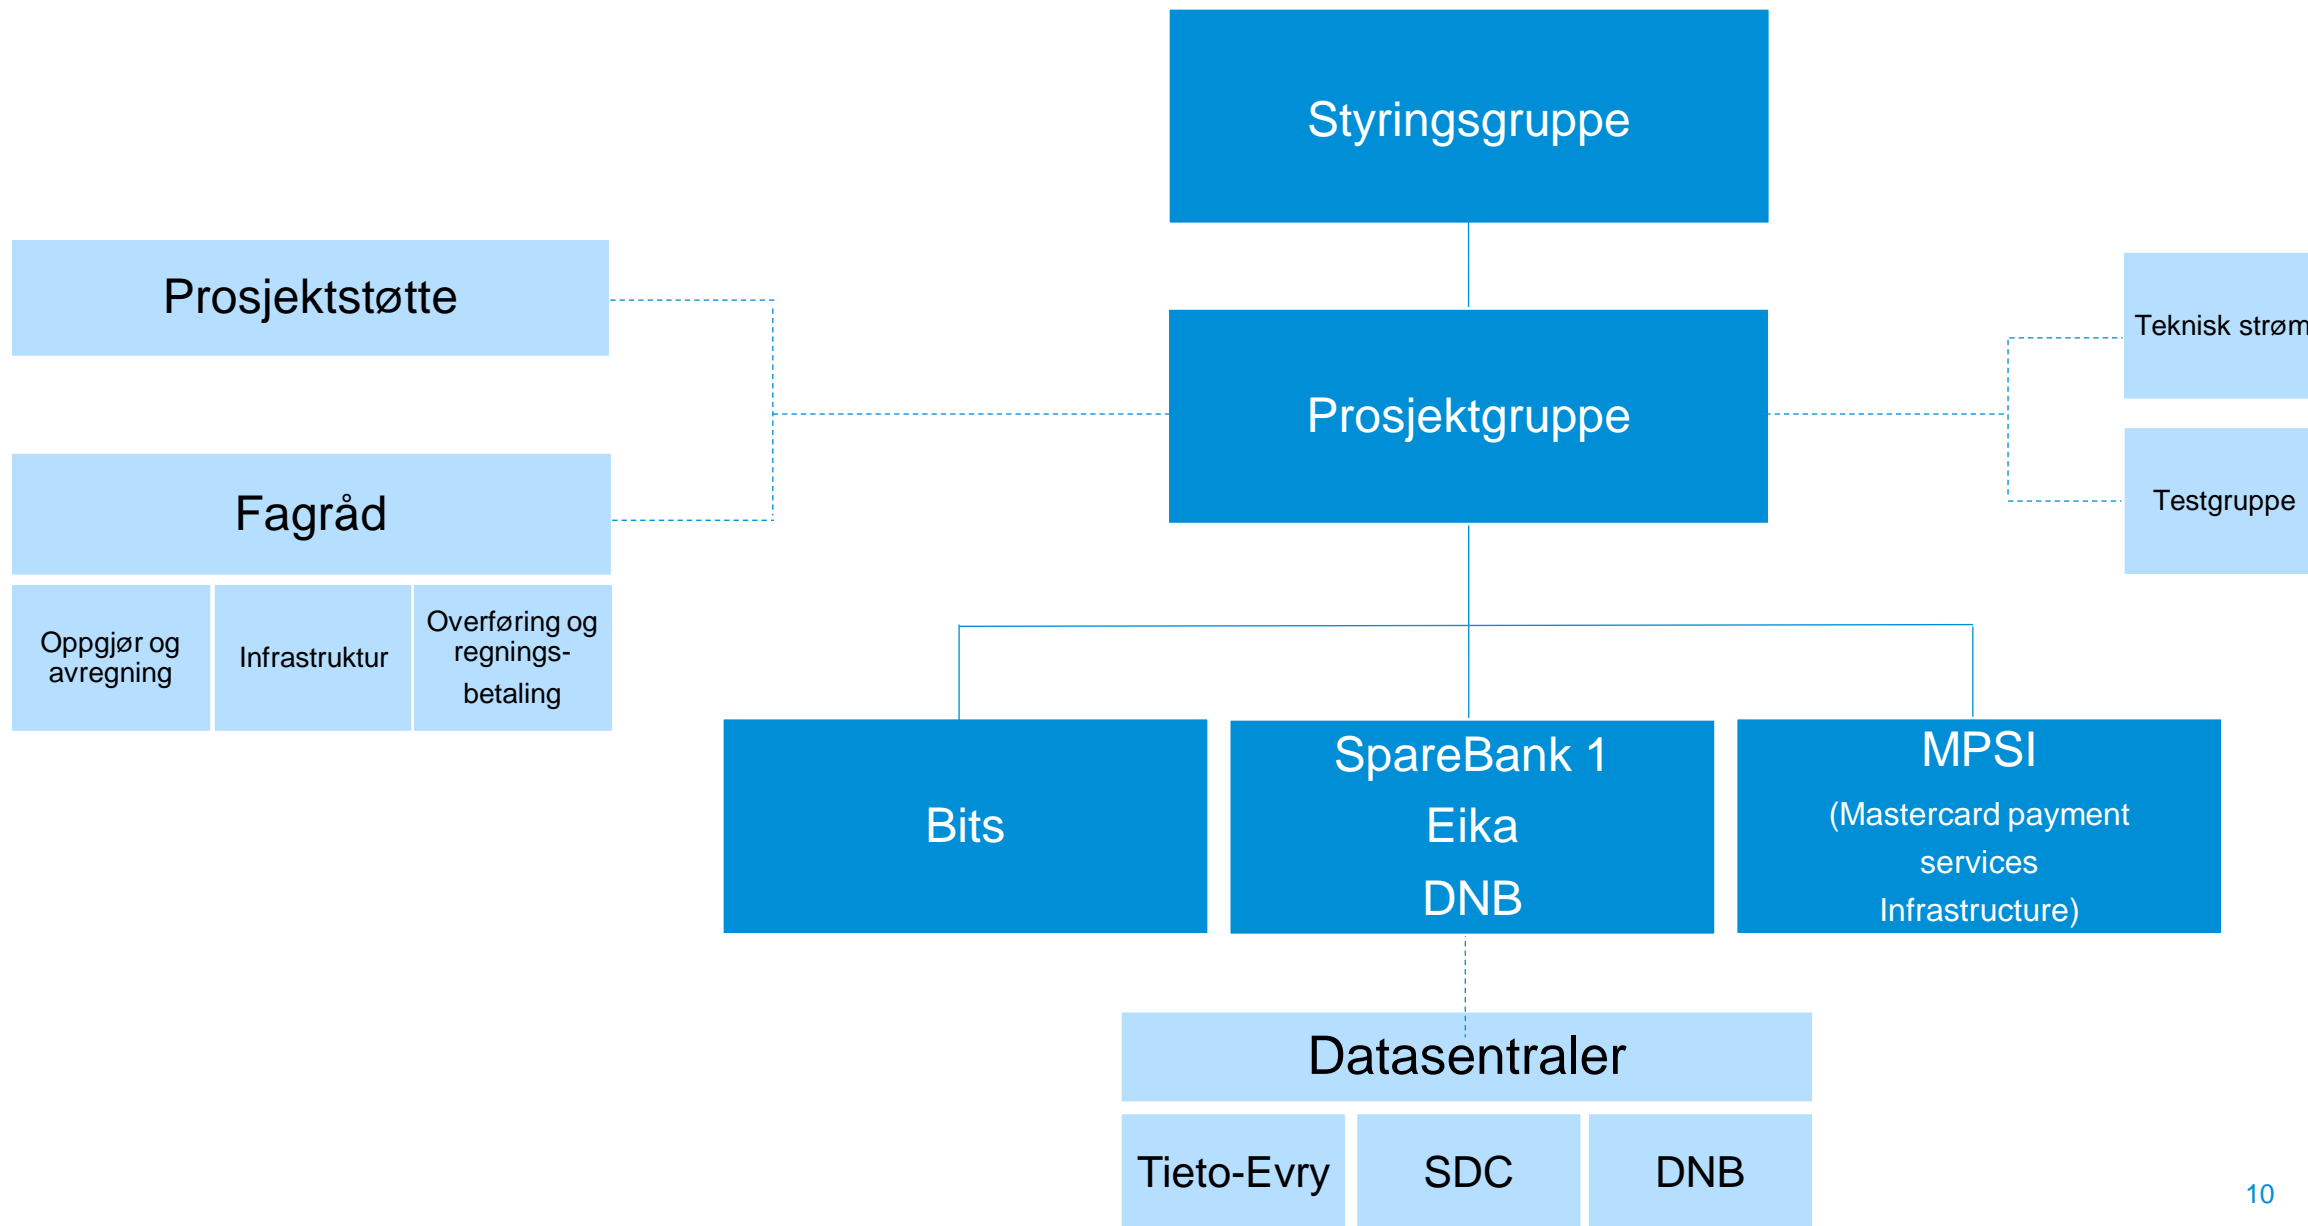 Styringsgruppe
Prosjektstøtte
Teknisk strøm
Prosjektgruppe
Fagråd
Testgruppe
Oppgjør og
avregning
Infrastruktur
Overføring og
regnings-
betaling
Bits
SpareBank 1
Eika
DNB
MPSI
(Mastercard payment
services
Infrastructure)
Datasentraler
Tieto-Evry
SDC
DNB
10